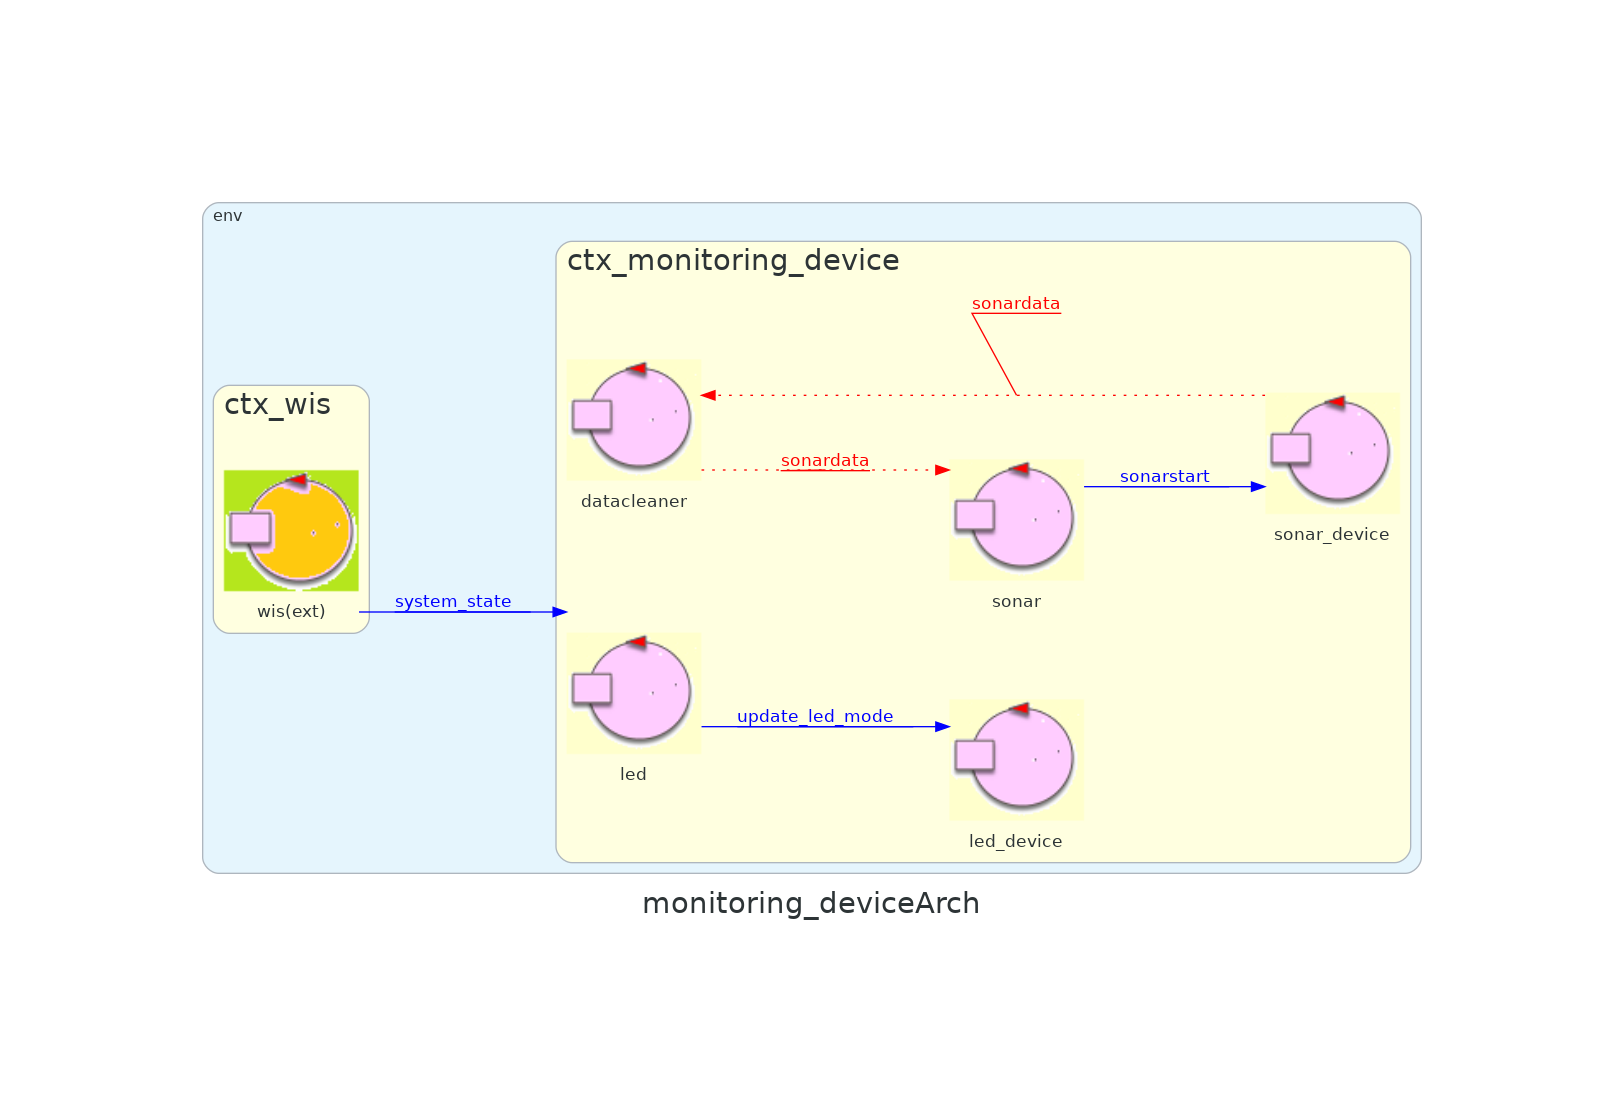 env
ctx_monitoring_device
sonardata
ctx_wis
sonardata
sonarstart
datacleaner
sonar_device
system_state
sonar
wis(ext)
update_led_mode
led
led_device
monitoring_deviceArch